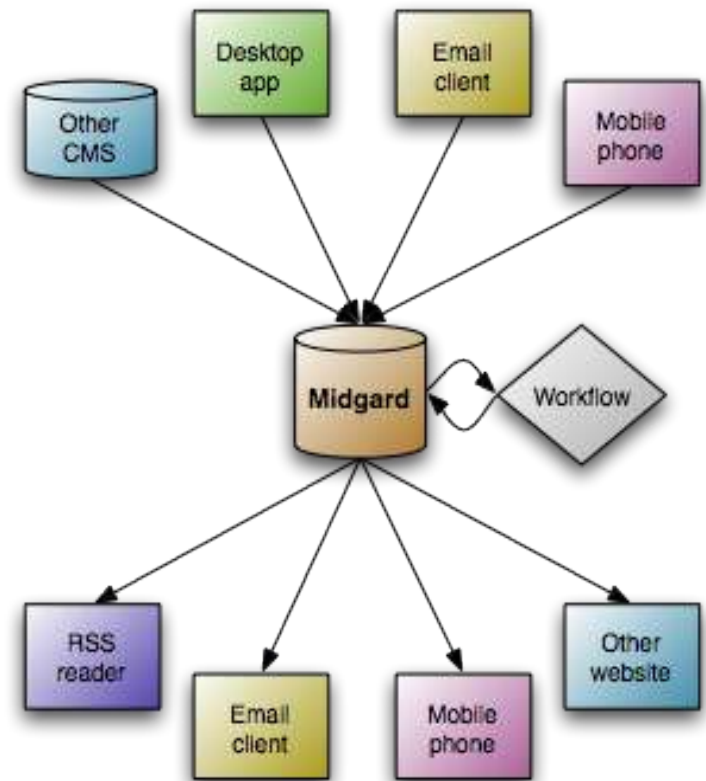 Desktop
app
Email
client
Other
CMS
Mobile
phone
Midgard
Workflow
RSS
reader
Other
website
Email
client
Mobile
phone